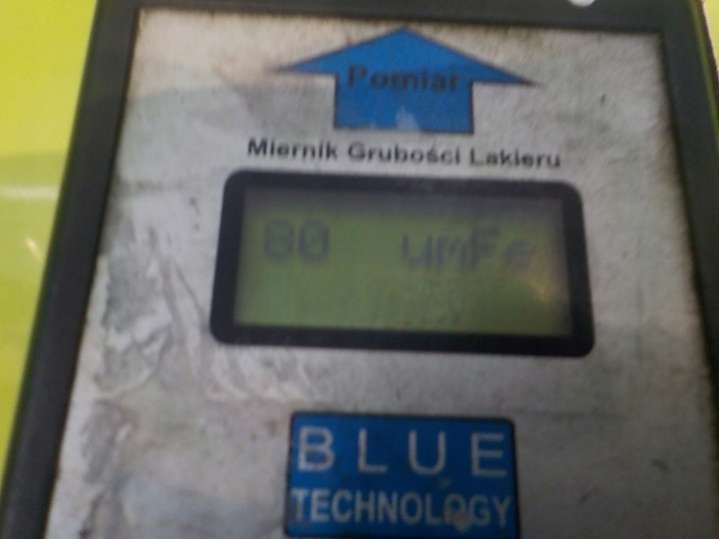 Pomiar
Miernik Grubości Lakieru
80 umFe
BLUE
TECHNOLOGY